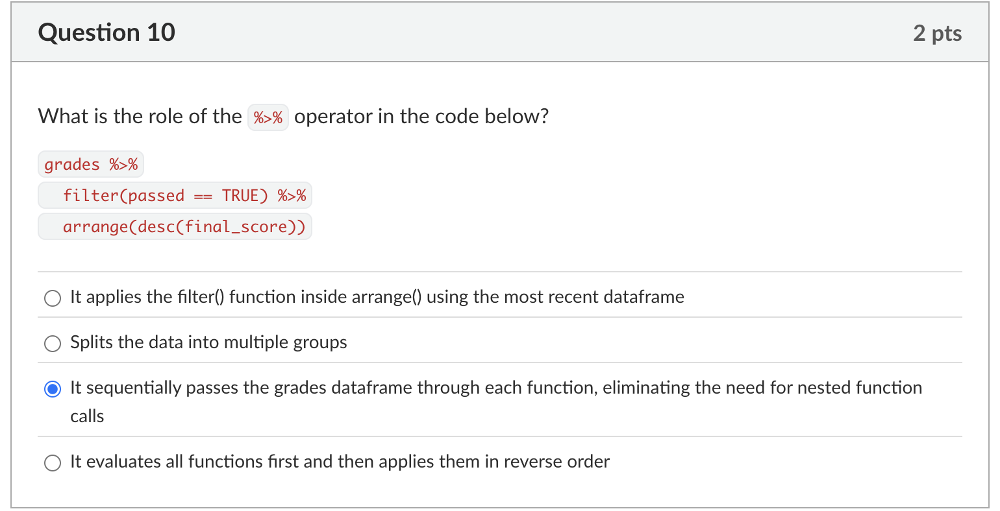 Question 10
2 pts
What is the role of the %>% operator in the code below?
grades %>%
  filter(passed == TRUE) %>%
  arrange(desc(final_score))
It applies the filter() function inside arrange() using the most recent dataframe
Splits the data into multiple groups
It sequentially passes the grades dataframe through each function, eliminating the need for nested function
calls
It evaluates all functions first and then applies them in reverse order